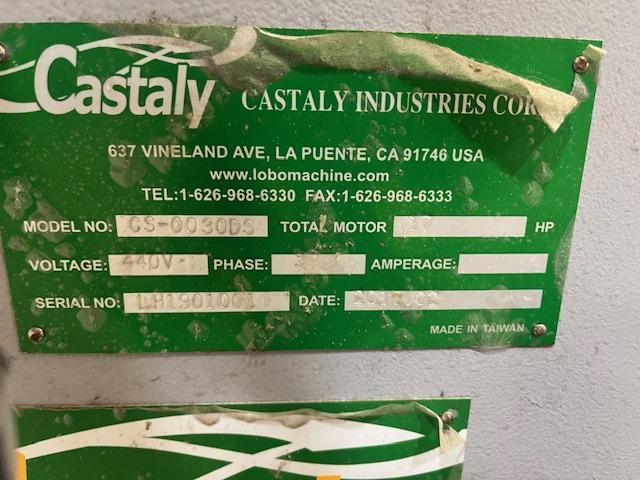 Castaly CASTALY INDUSTRIES COR
637 VINELAND AVE, LA PUENTE, CA 91746 USA
www.lobomachine.com
TEL:1-626-968-6330 FAX:1-626-968-6333
MODEL NO: CS-0030DS TOTAL MOTOR 17 HP
VOLTAGE: 440V PHASE: AMPERAGE:
SERIAL NO: LH1901001 DATE:
MADE IN TAIWAN